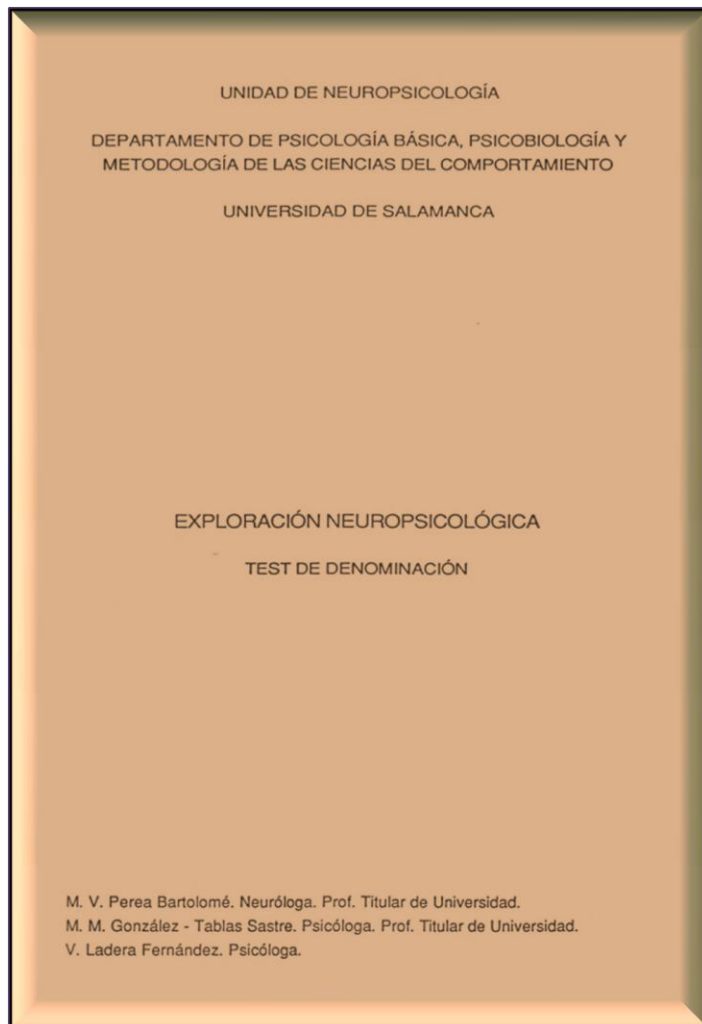 UNIDAD DE NEUROPSICOLOGÍA
DEPARTAMENTO DE PSICOLOGÍA BÁSICA, PSICOBIOLOGÍA Y
METODOLOGÍA DE LAS CIENCIAS DEL COMPORTAMIENTO
UNIVERSIDAD DE SALAMANCA
EXPLORACIÓN NEUROPSICOLÓGICA
TEST DE DENOMINACIÓN
M. V. Perea Bartolomé. Neuróloga. Prof. Titular de Universidad.
M. M. González - Tablas Sastre. Psicóloga. Prof. Titular de Universidad.
V. Ladera Fernández. Psicóloga.